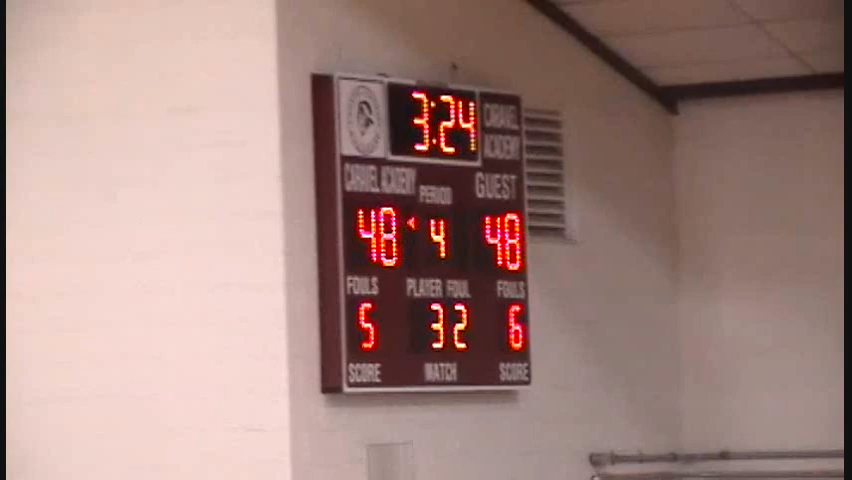 3:24
CARAVEL
ACADEMY
CARAVEL ACADEMY PERIOD GUEST
48 4 48
FOULS PLAYER FOUL FOULS
5 32 6
SCORE MATCH SCORE